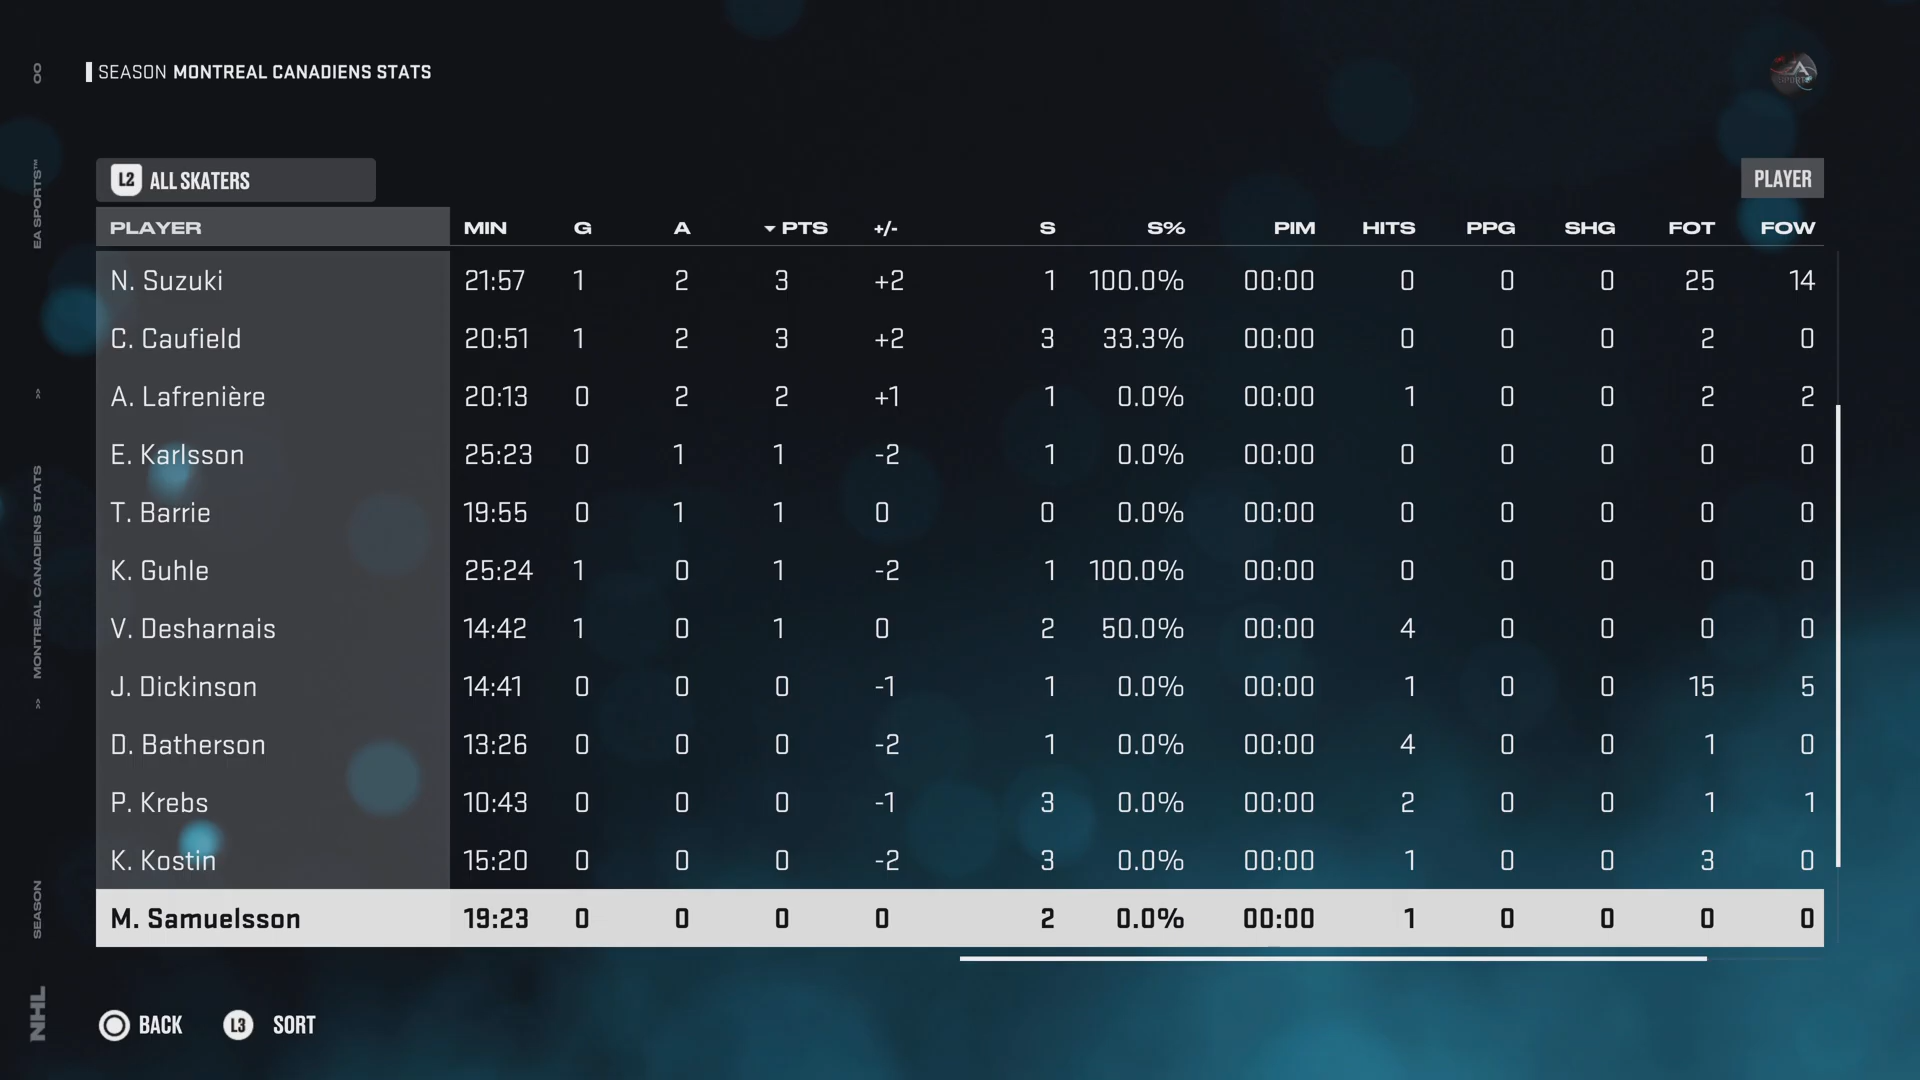 SEASON MONTREAL CANADIENS STATS
L2 ALL SKATERS
PLAYER
PLAYER MIN G A PTS +/- S S% PIM HITS PPG SHG FOT FOW
N. Suzuki 21:57 1 2 3 +2 1 100.0% 00:00 0 0 0 25 14
C. Caufield 20:51 1 2 3 +2 3 33.3% 00:00 0 0 0 2 0
A. Lafrenière 20:13 0 2 2 +1 1 0.0% 00:00 1 0 0 2 2
E. Karlsson 25:23 0 1 1 -2 1 0.0% 00:00 0 0 0 0 0
T. Barrie 19:55 0 1 1 0 0 0.0% 00:00 0 0 0 0 0
K. Guhle 25:24 1 0 1 -2 1 100.0% 00:00 0 0 0 0 0
V. Desharnais 14:42 1 0 1 0 2 50.0% 00:00 4 0 0 0 0
J. Dickinson 14:41 0 0 0 -1 1 0.0% 00:00 1 0 0 15 5
D. Batherson 13:26 0 0 0 -2 1 0.0% 00:00 4 0 0 1 0
P. Krebs 10:43 0 0 0 -1 3 0.0% 00:00 2 0 0 1 1
K. Kostin 15:20 0 0 0 -2 3 0.0% 00:00 1 0 0 3 0
M. Samuelsson 19:23 0 0 0 0 2 0.0% 00:00 1 0 0 0 0
BACK L3 SORT
NHL SEASON >> MONTREAL CANADIENS STATS >> EA SPORTS™